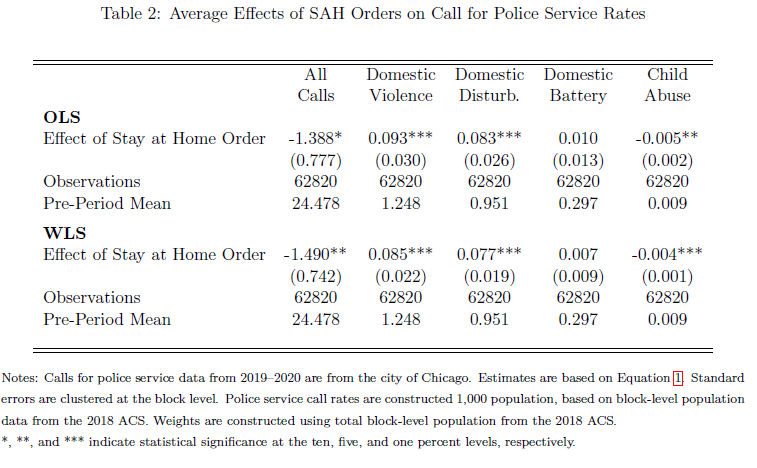 Table 2: Average Effects of SAH Orders on Call for Police Service Rates
All Domestic Domestic Domestic Child
Calls Violence Disturb. Battery Abuse
OLS
Effect of Stay at Home Order -1.388* 0.093*** 0.083*** 0.010 -0.005**
(0.777) (0.030) (0.026) (0.013) (0.002)
Observations 62820 62820 62820 62820 62820
Pre-Period Mean 24.478 1.248 0.951 0.297 0.009
WLS
Effect of Stay at Home Order -1.490** 0.085*** 0.077*** 0.007 -0.004***
(0.742) (0.022) (0.019) (0.009) (0.001)
Observations 62820 62820 62820 62820 62820
Pre-Period Mean 24.478 1.248 0.951 0.297 0.009
Notes: Calls for police service data from 2019–2020 are from the city of Chicago. Estimates are based on Equation 1. Standard
errors are clustered at the block level. Police service call rates are constructed 1,000 population, based on block-level population
data from the 2018 ACS. Weights are constructed using total block-level population from the 2018 ACS.
*, **, and *** indicate statistical significance at the ten, five, and one percent levels, respectively.